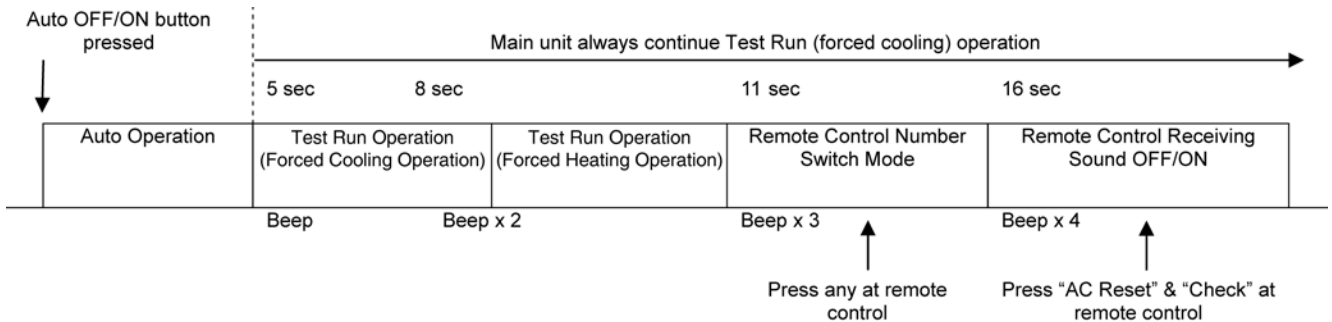 Auto OFF/ON button
pressed
Main unit always continue Test Run (forced cooling) operation
5 sec
8 sec
11 sec
16 sec
Auto Operation
Test Run Operation
(Forced Cooling Operation)
Test Run Operation
(Forced Heating Operation)
Remote Control Number
Switch Mode
Remote Control Receiving
Sound OFF/ON
Beep
Beep x 2
Beep x 3
Beep x 4
Press any at remote
control
Press “AC Reset” & “Check” at
remote control